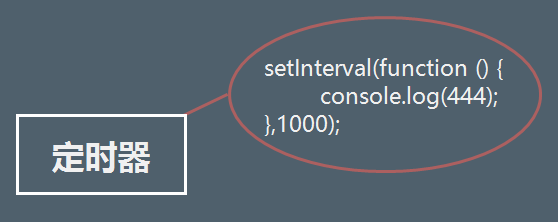 setInterval(function () {
console.log(444);
},1000);
定时器